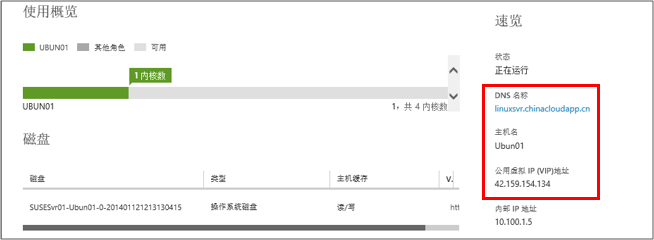 使用概览
UBUN01 其他角色 可用
1 内核数
UBUN01 1，共 4 内核数
磁盘
磁盘 类型 主机缓存 V.
SUSESvr01-Ubun01-0-201401121213130415 操作系统磁盘 读/写 htt
速览
状态
正在运行
DNS 名称
linuxsvr.chinacloudapp.cn
主机名
Ubun01
公用虚拟 IP (VIP)地址
42.159.154.134
内部 IP 地址
10.100.1.5